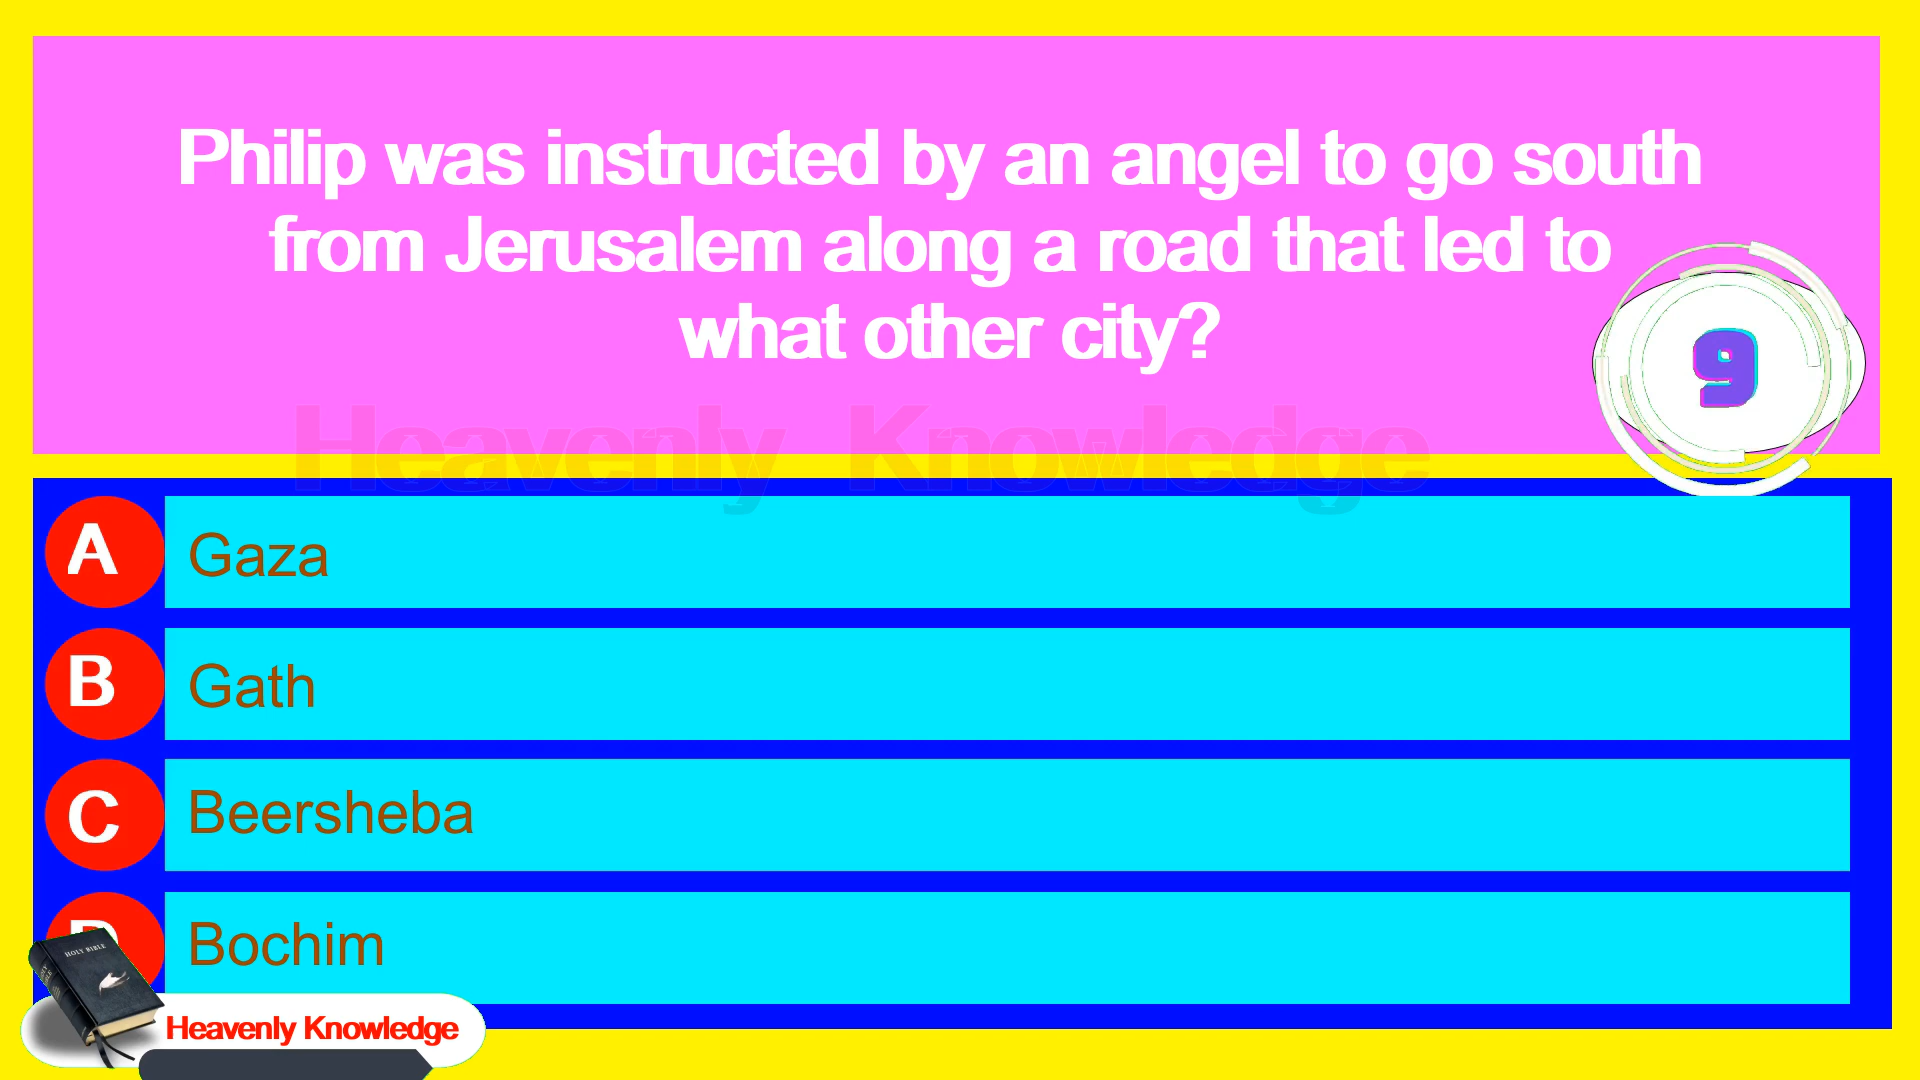 Philip was instructed by an angel to go south
from Jerusalem along a road that led to
what other city?
9
Heavenly Knowledge
A Gaza
B Gath
C Beersheba
Bochim
HOLY BIBLE
Heavenly Knowledge